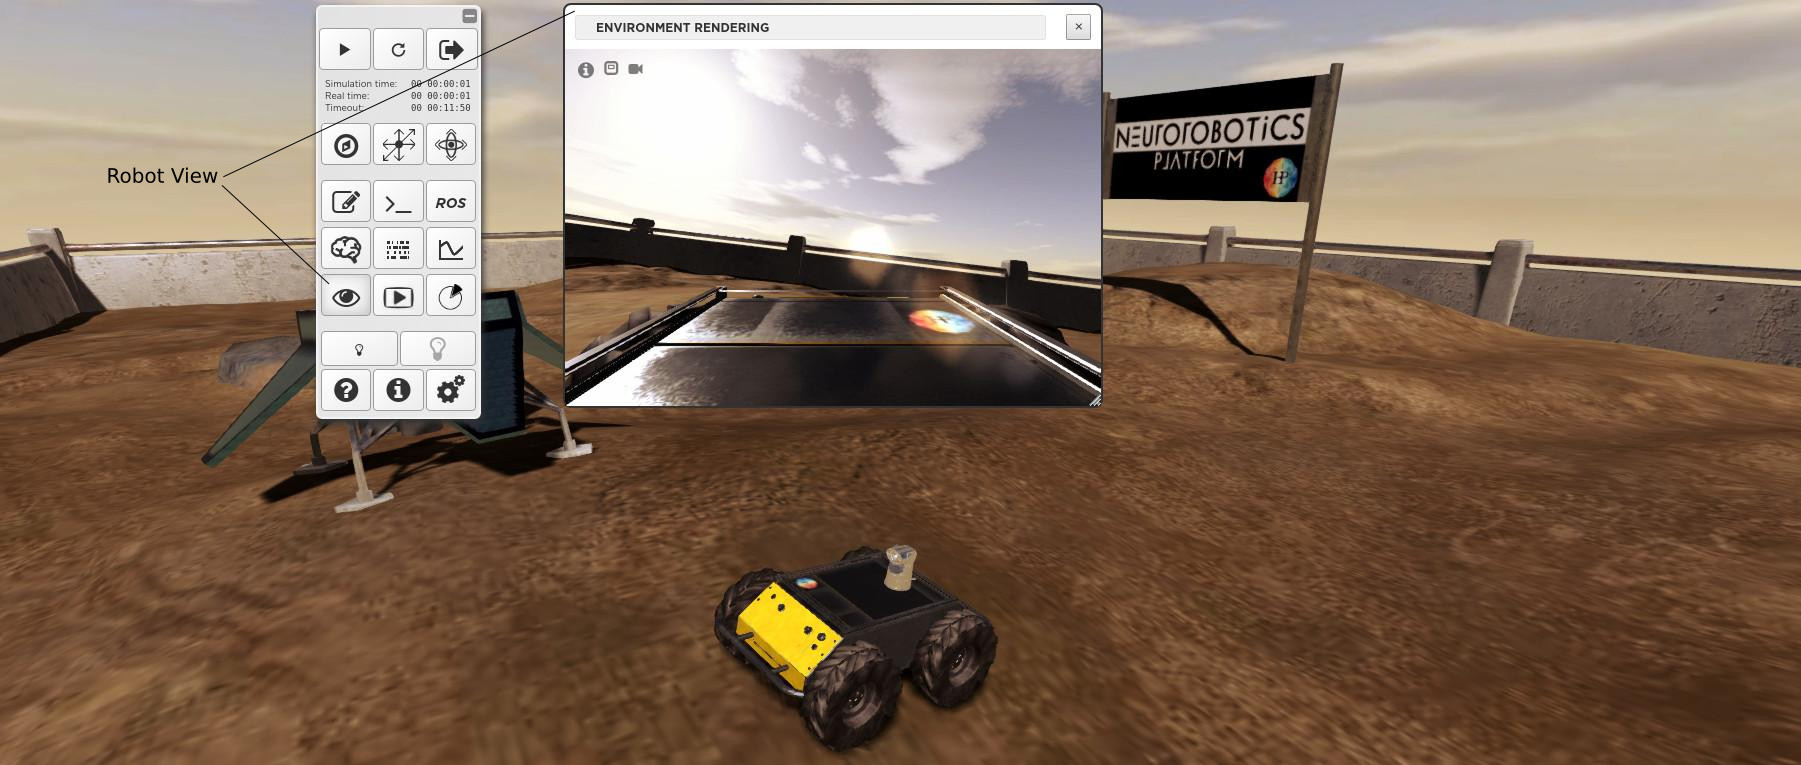 ENVIRONMENT RENDERING
×
Simulation time: 00 00:00:01
Real time: 00 00:00:01
Timeout: 00 00:11:50
Robot View
ROS
NEUROROBOTICS
PLATFORM
HP